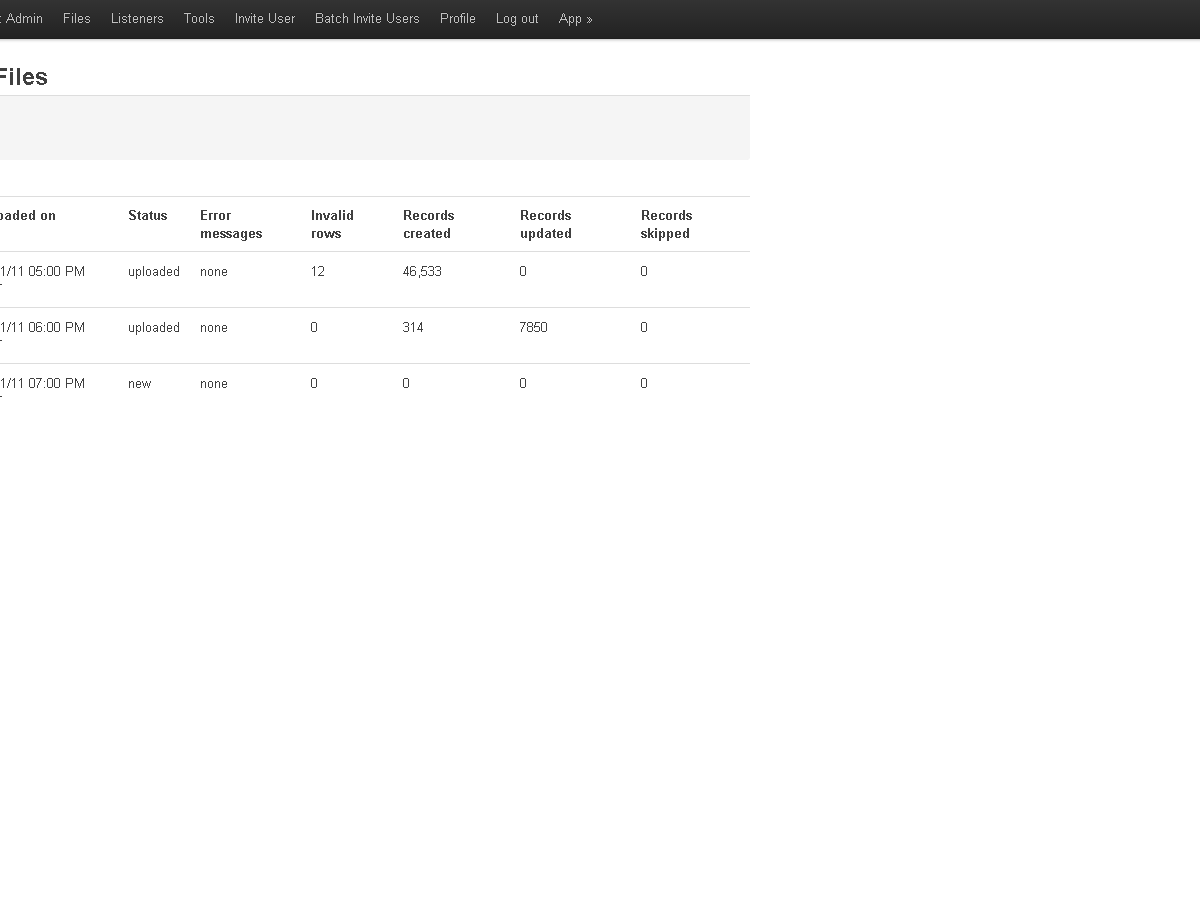 : Admin Files Listeners Tools Invite User Batch Invite Users Profile Log out App »
Files
oaded on Status Error messages Invalid rows Records created Records updated Records skipped
1/11 05:00 PM uploaded none 12 46,533 0 0
1/11 06:00 PM uploaded none 0 314 7850 0
1/11 07:00 PM new none 0 0 0 0